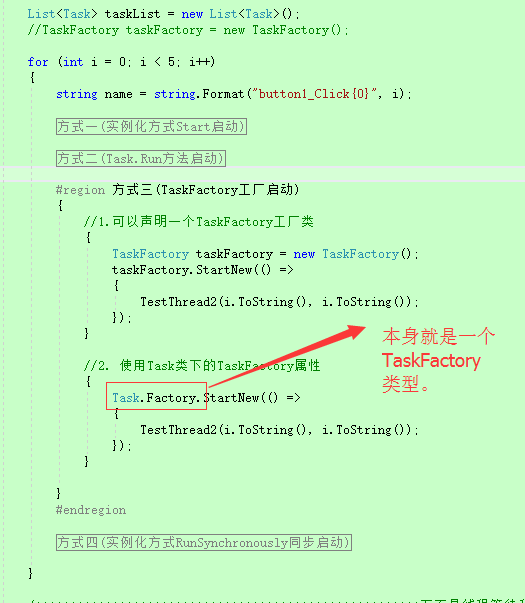 List<Task> taskList = new List<Task>();
//TaskFactory taskFactory = new TaskFactory();
for (int i = 0; i < 5; i++)
{
string name = string.Format("button1_Click{0}", i);
方式一(实例化方式Start启动)
方式二(Task.Run方法启动)
#region 方式三(TaskFactory工厂启动)
{
//1.可以声明一个TaskFactory工厂类
{
TaskFactory taskFactory = new TaskFactory();
taskFactory.StartNew(() =>
{
TestThread2(i.ToString(), i.ToString());
});
}
//2. 使用Task类下的TaskFactory属性
{
Task.Factory.StartNew(() =>
{
TestThread2(i.ToString(), i.ToString());
});
}
}
#endregion
方式四(实例化方式RunSynchronously同步启动)
}
本身就是一个
TaskFactory
类型。